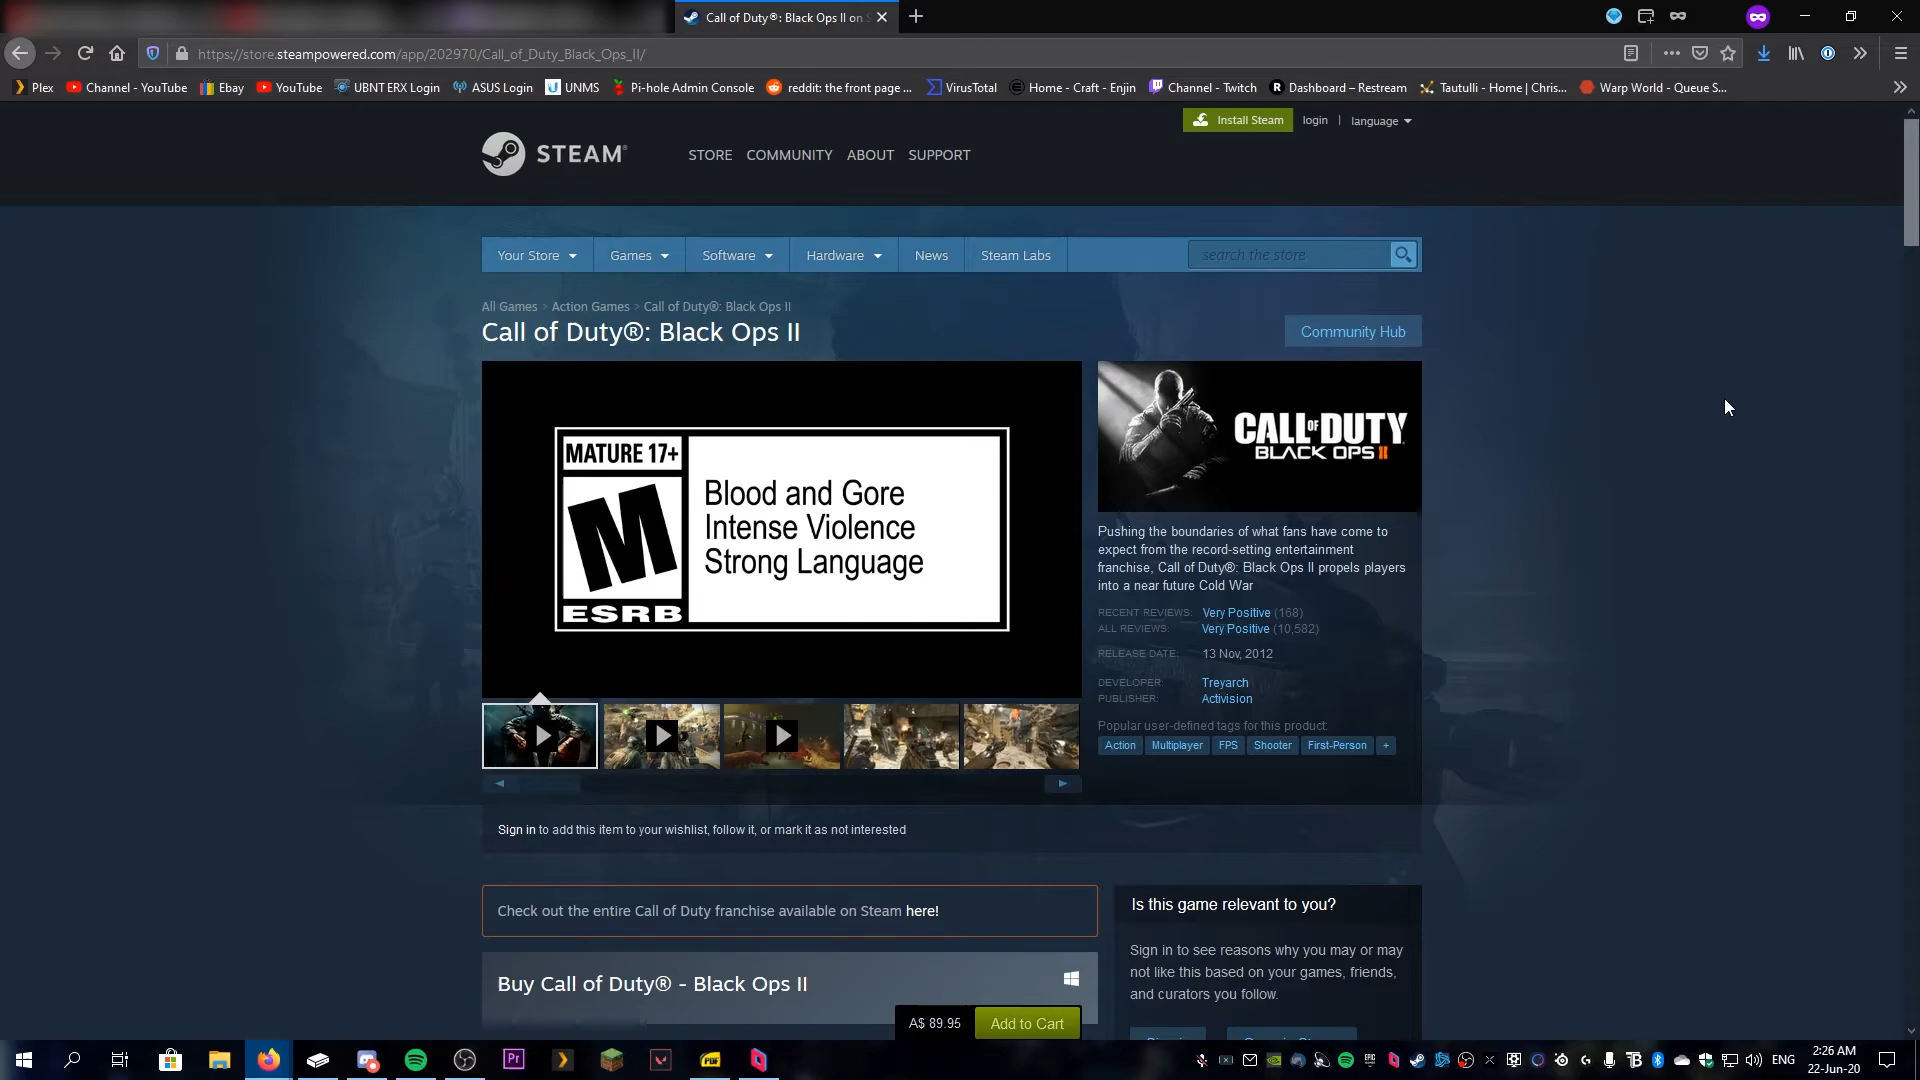 Call of Duty®: Black Ops II on S
https://store.steampowered.com/app/202970/Call_of_Duty_Black_Ops_II/
Plex
Channel - YouTube
Ebay
YouTube
UBNT ERX Login
ASUS Login
UNMS
Pi-hole Admin Console
reddit: the front page ...
VirusTotal
Home - Craft - Enjin
Channel - Twitch
Dashboard – Restream
Tautulli - Home | Chris...
Warp World - Queue S...
Install Steam
login
|
language
STEAM®
STORE COMMUNITY ABOUT SUPPORT
Your Store
Games
Software
Hardware
News
Steam Labs
search the store
All Games > Action Games > Call of Duty®: Black Ops II
Call of Duty®: Black Ops II
Community Hub
MATURE 17+
M
ESRB
Blood and Gore
Intense Violence
Strong Language
CALL OF DUTY
BLACK OPS II
Pushing the boundaries of what fans have come to
expect from the record-setting entertainment
franchise, Call of Duty®: Black Ops II propels players
into a near future Cold War
RECENT REVIEWS: Very Positive (168)
ALL REVIEWS: Very Positive (10,582)
RELEASE DATE: 13 Nov, 2012
DEVELOPER: Treyarch
PUBLISHER: Activision
Popular user-defined tags for this product:
Action Multiplayer FPS Shooter First-Person +
Sign in to add this item to your wishlist, follow it, or mark it as not interested
Check out the entire Call of Duty franchise available on Steam here!
Is this game relevant to you?
Sign in to see reasons why you may or may
not like this based on your games, friends,
and curators you follow.
Buy Call of Duty® - Black Ops II
A$ 89.95
Add to Cart
Pr
PDF
EPIC
ENG
2:26 AM
22-Jun-20